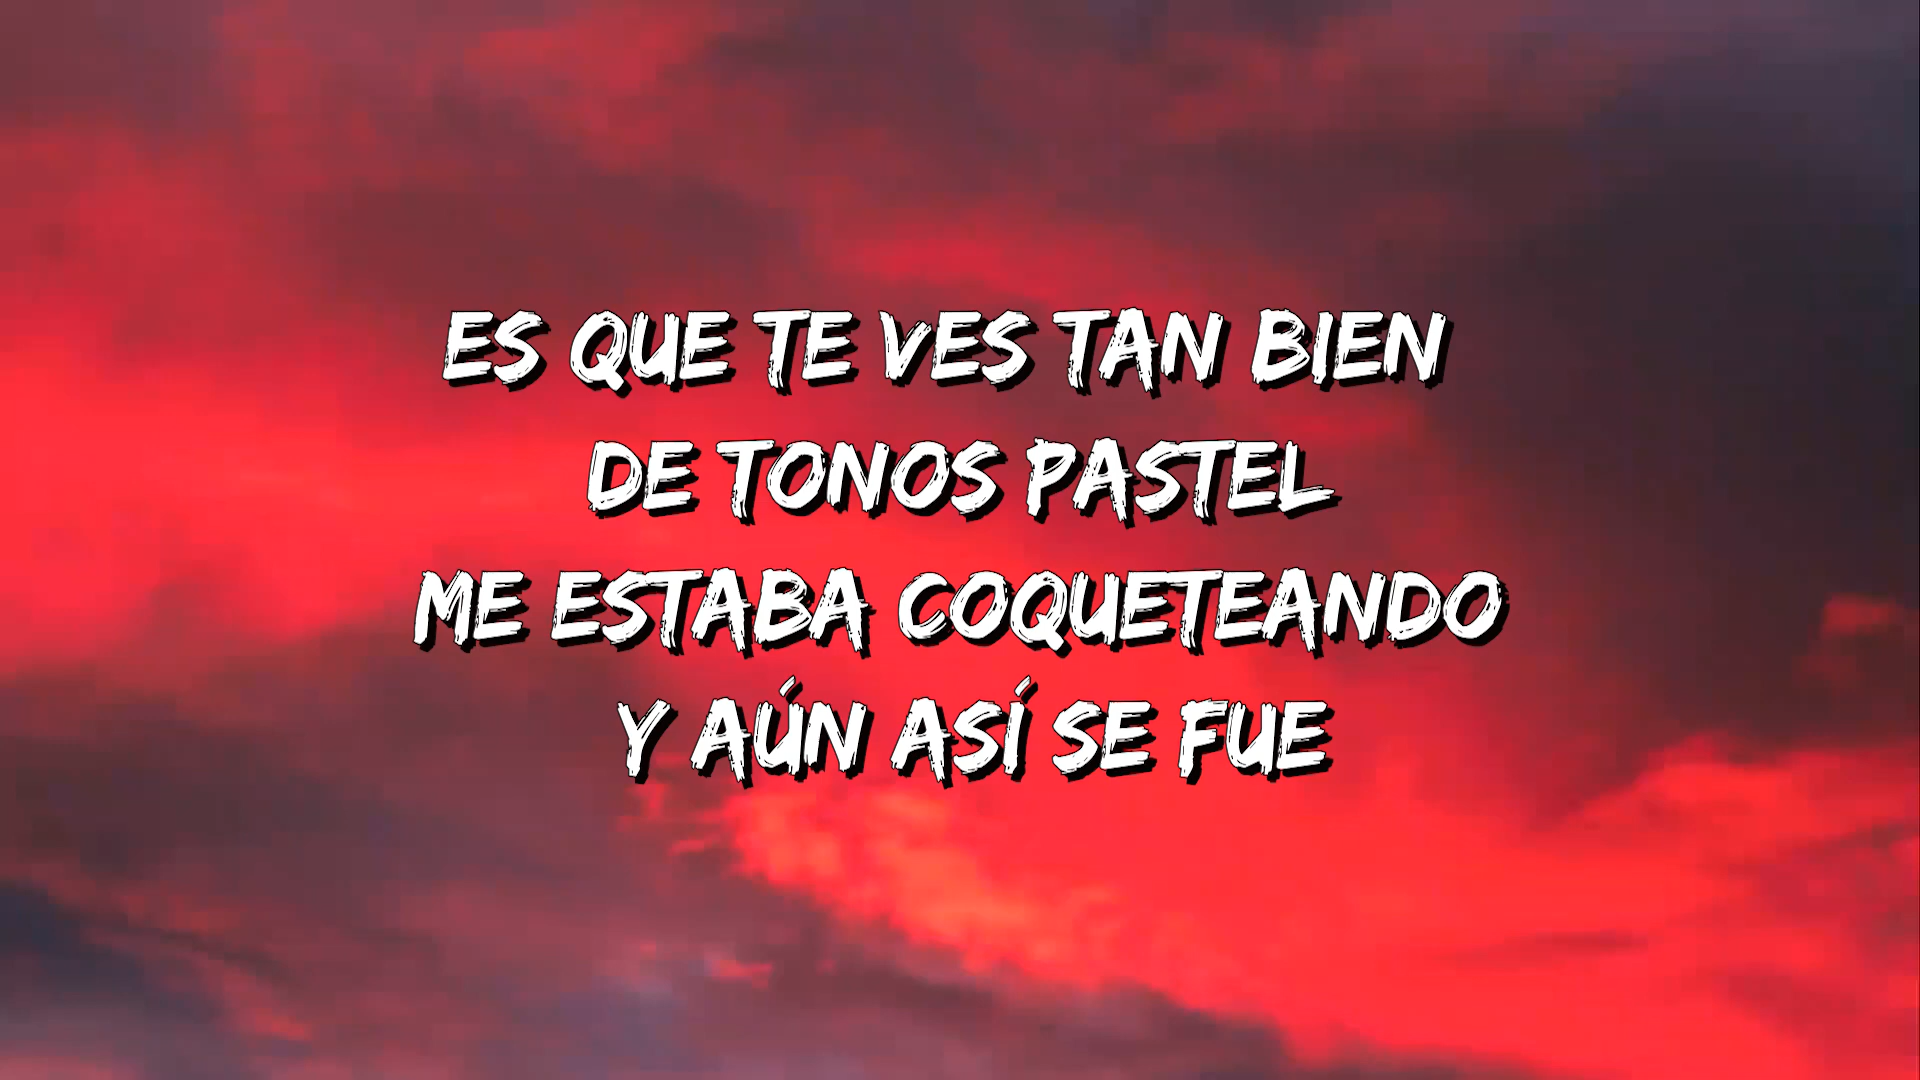 ES QUE TE VES TAN BIEN
DE TONOS PASTEL
ME ESTABA COQUETEANDO
Y AÚN ASÍ SE FUE